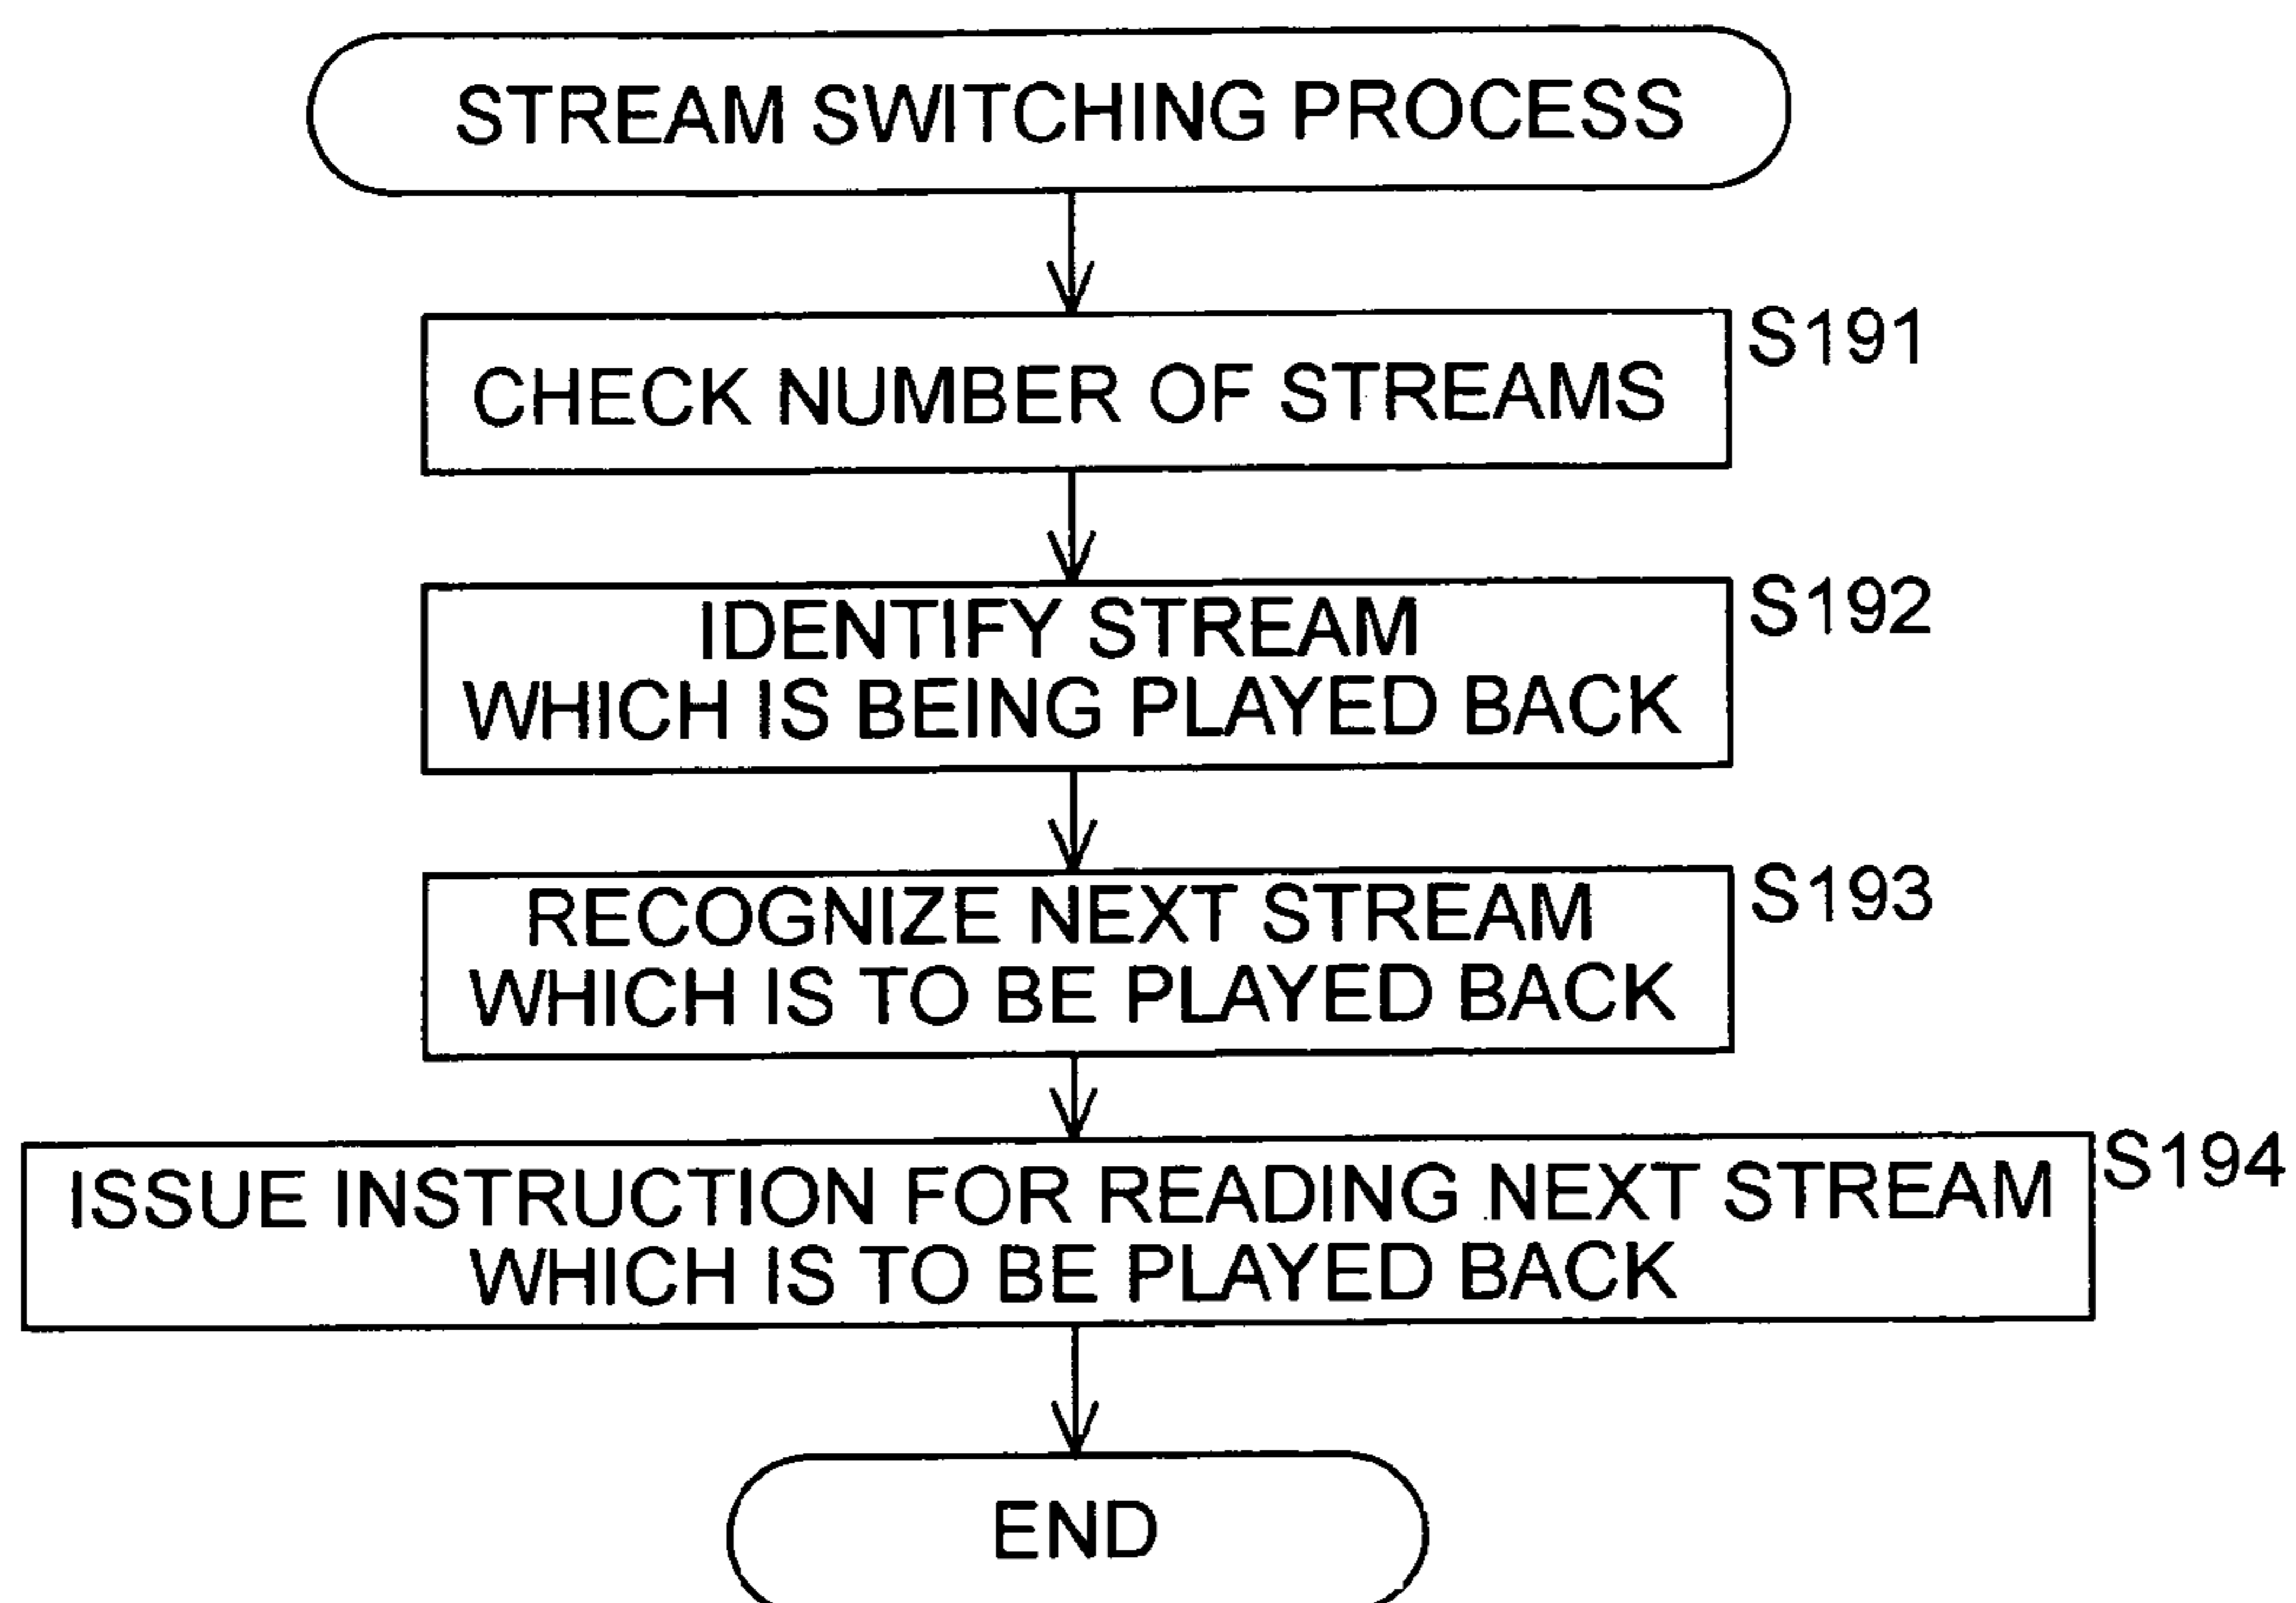 STREAM SWITCHING PROCESS
S191
CHECK NUMBER OF STREAMS
S192
IDENTIFY STREAM
WHICH IS BEING PLAYED BACK
S193
RECOGNIZE NEXT STREAM
WHICH IS TO BE PLAYED BACK
S194
ISSUE INSTRUCTION FOR READING NEXT STREAM
WHICH IS TO BE PLAYED BACK
END